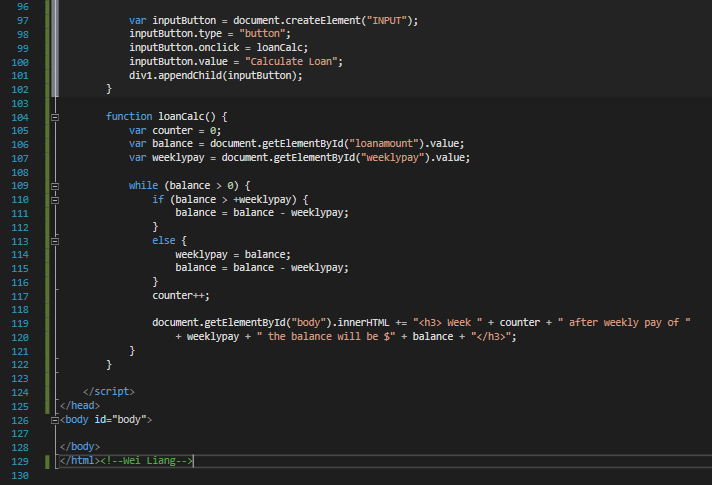 96
97 var inputButton = document.createElement("INPUT");
98 inputButton.type = "button";
99 inputButton.onclick = loanCalc;
100 inputButton.value = "Calculate Loan";
101 div1.appendChild(inputButton);
102 }
103
104 function loanCalc() {
105 var counter = 0;
106 var balance = document.getElementById("loanamount").value;
107 var weeklypay = document.getElementById("weeklypay").value;
108
109 while (balance > 0) {
110 if (balance > +weeklypay) {
111 balance = balance - weeklypay;
112 }
113 else {
114 weeklypay = balance;
115 balance = balance - weeklypay;
116 }
117 counter++;
118
119 document.getElementById("body").innerHTML += "<h3> Week " + counter + " after weekly pay of "
120 + weeklypay + " the balance will be $" + balance + "</h3>";
121 }
122 }
123
124 </script>
125 </head>
126 <body id="body">
127
128 </body>
129 </html><!--Wei Liang-->
130